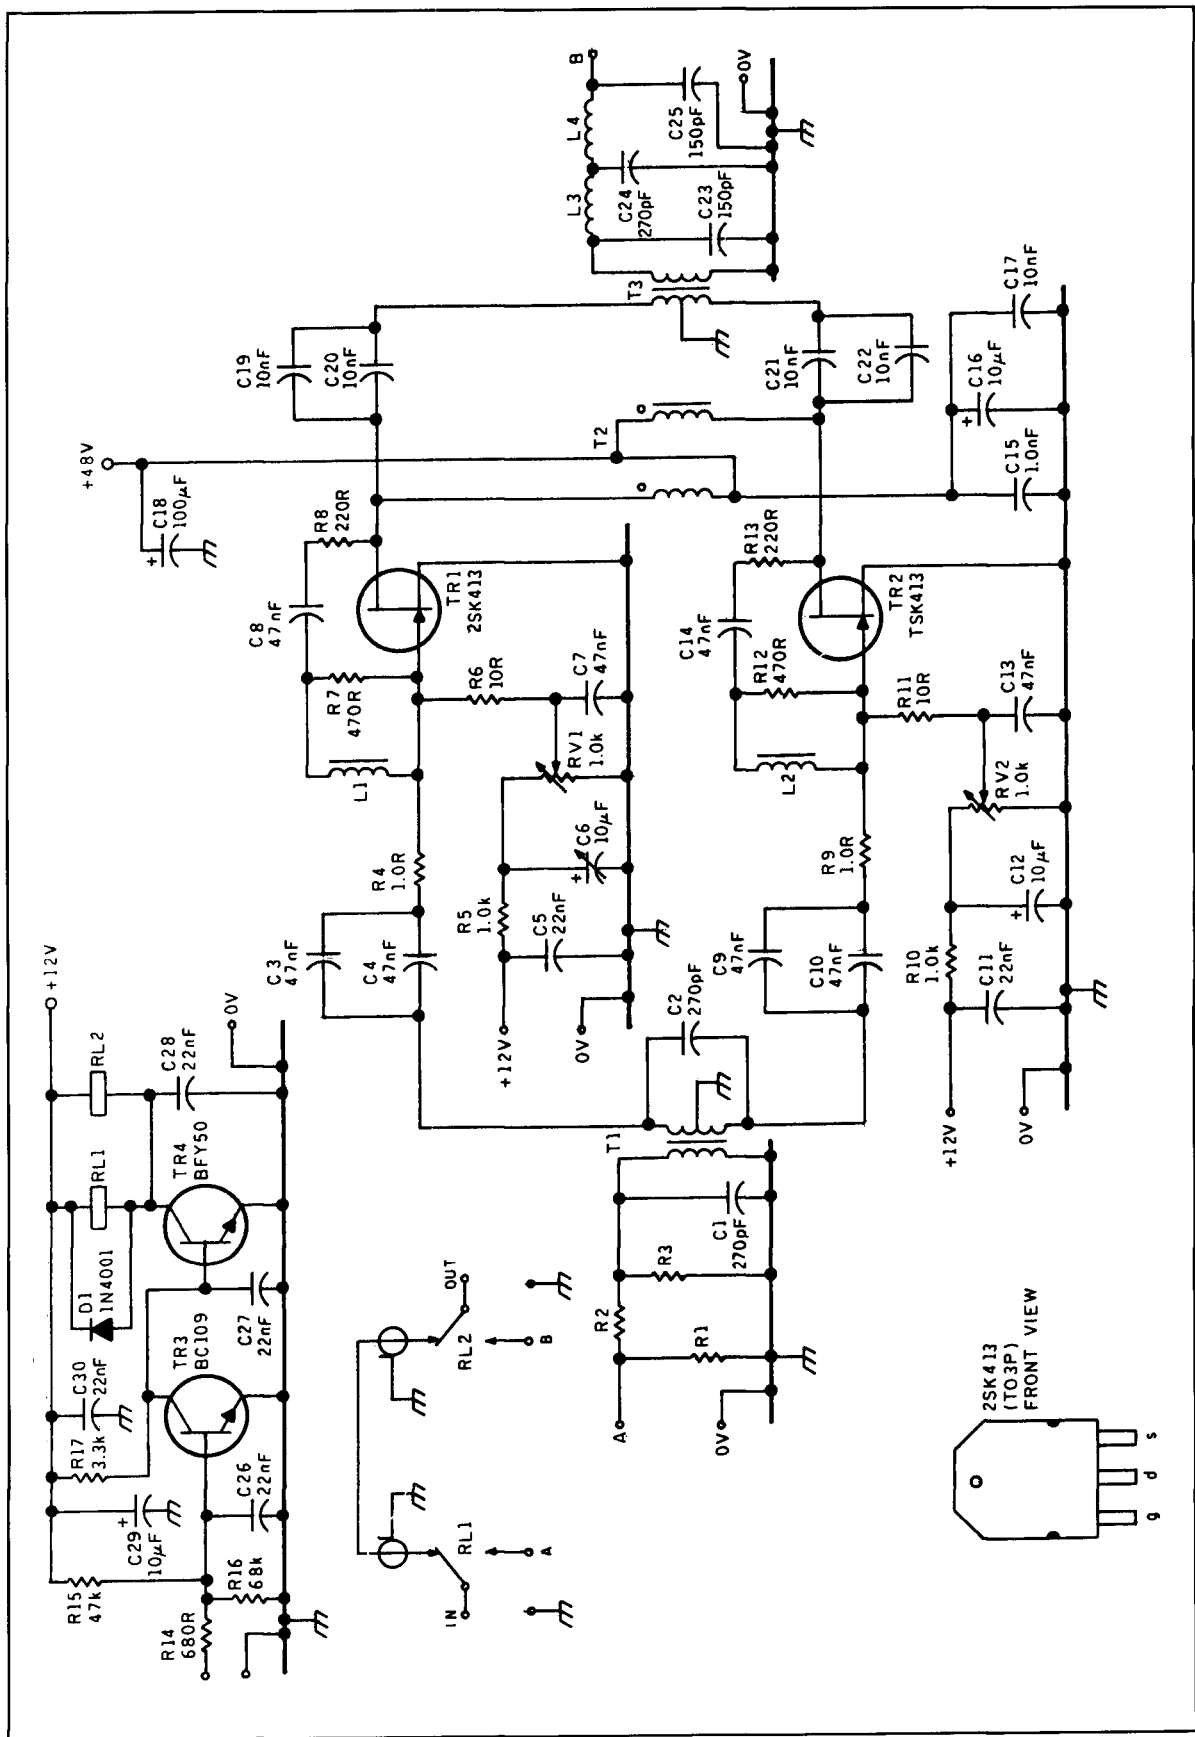 +12V
RL2
RL1
D1
1N4001
C30
22nF
R17
3.3k
C29
10µF
+
R15
47k
TR4
BFY50
C28
22nF
TR3
BC109
C27
22nF
C26
22nF
0V
R14
680R
R16
68k
IN
RL1
A
RL2
OUT
B
+48V
C18
100µF
+
C19
10nF
C20
10nF
R8
220R
C8
47nF
R7
470R
L1
TR1
2SK413
R4
1.0R
C3
47nF
C4
47nF
R6
10R
C7
47nF
RV1
1.0k
C6
10µF
+
R5
1.0k
C5
22nF
+12V
0V
T2
T3
B
L4
L3
C25
150pF
C24
270pF
C23
150pF
0V
C21
10nF
C22
10nF
R13
220R
C14
47nF
R12
470R
L2
TR2
TSK413
R9
1.0R
C9
47nF
C10
47nF
C2
270pF
T1
R2
R3
C1
270pF
R1
A
0V
C17
10nF
C16
10µF
+
C15
1.0nF
R11
10R
C13
47nF
RV2
1.0k
C12
10µF
+
R10
1.0k
C11
22nF
+12V
0V
2SK413
(TO3P)
FRONT VIEW
g d s